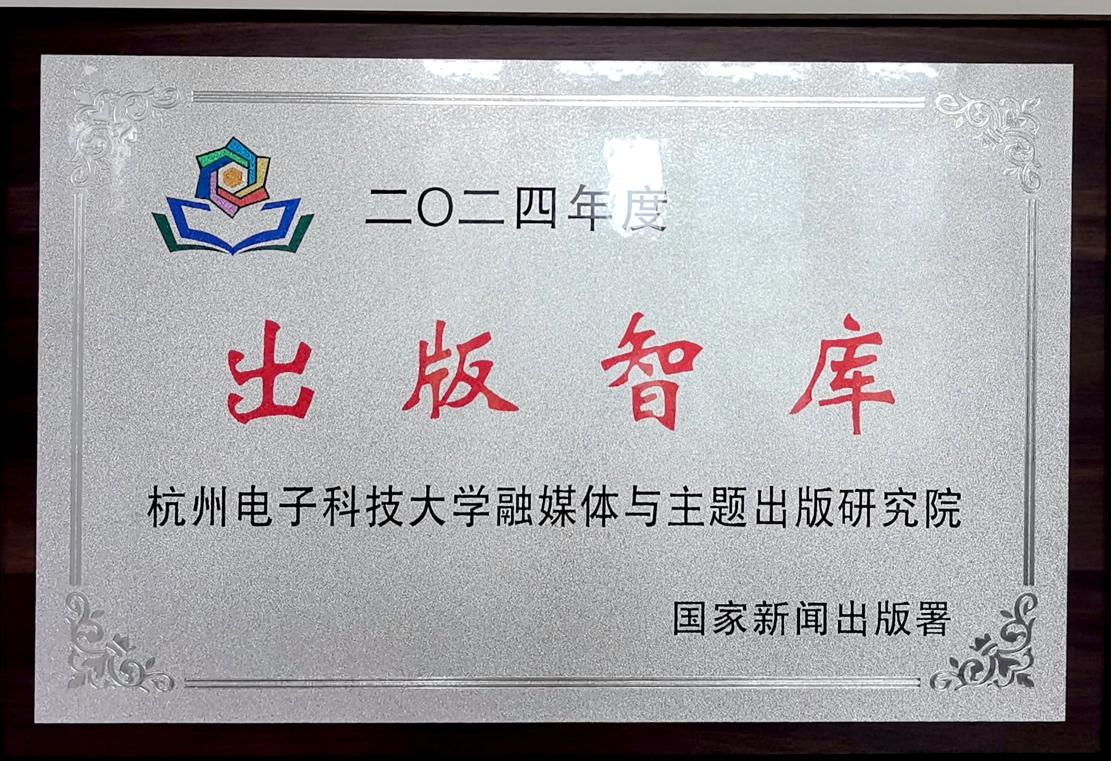 二〇二四年度
出版智库
杭州电子科技大学融媒体与主题出版研究院
国家新闻出版署